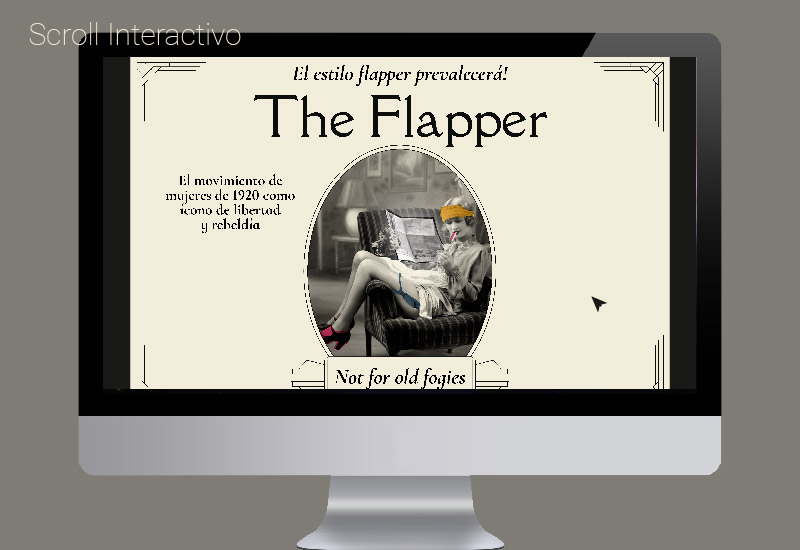 Scroll Interactivo
El estilo flapper prevalecerá!
The Flapper
El movimiento de
mujeres de 1920 como
ícono de libertad
y rebeldía
Not for old fogies